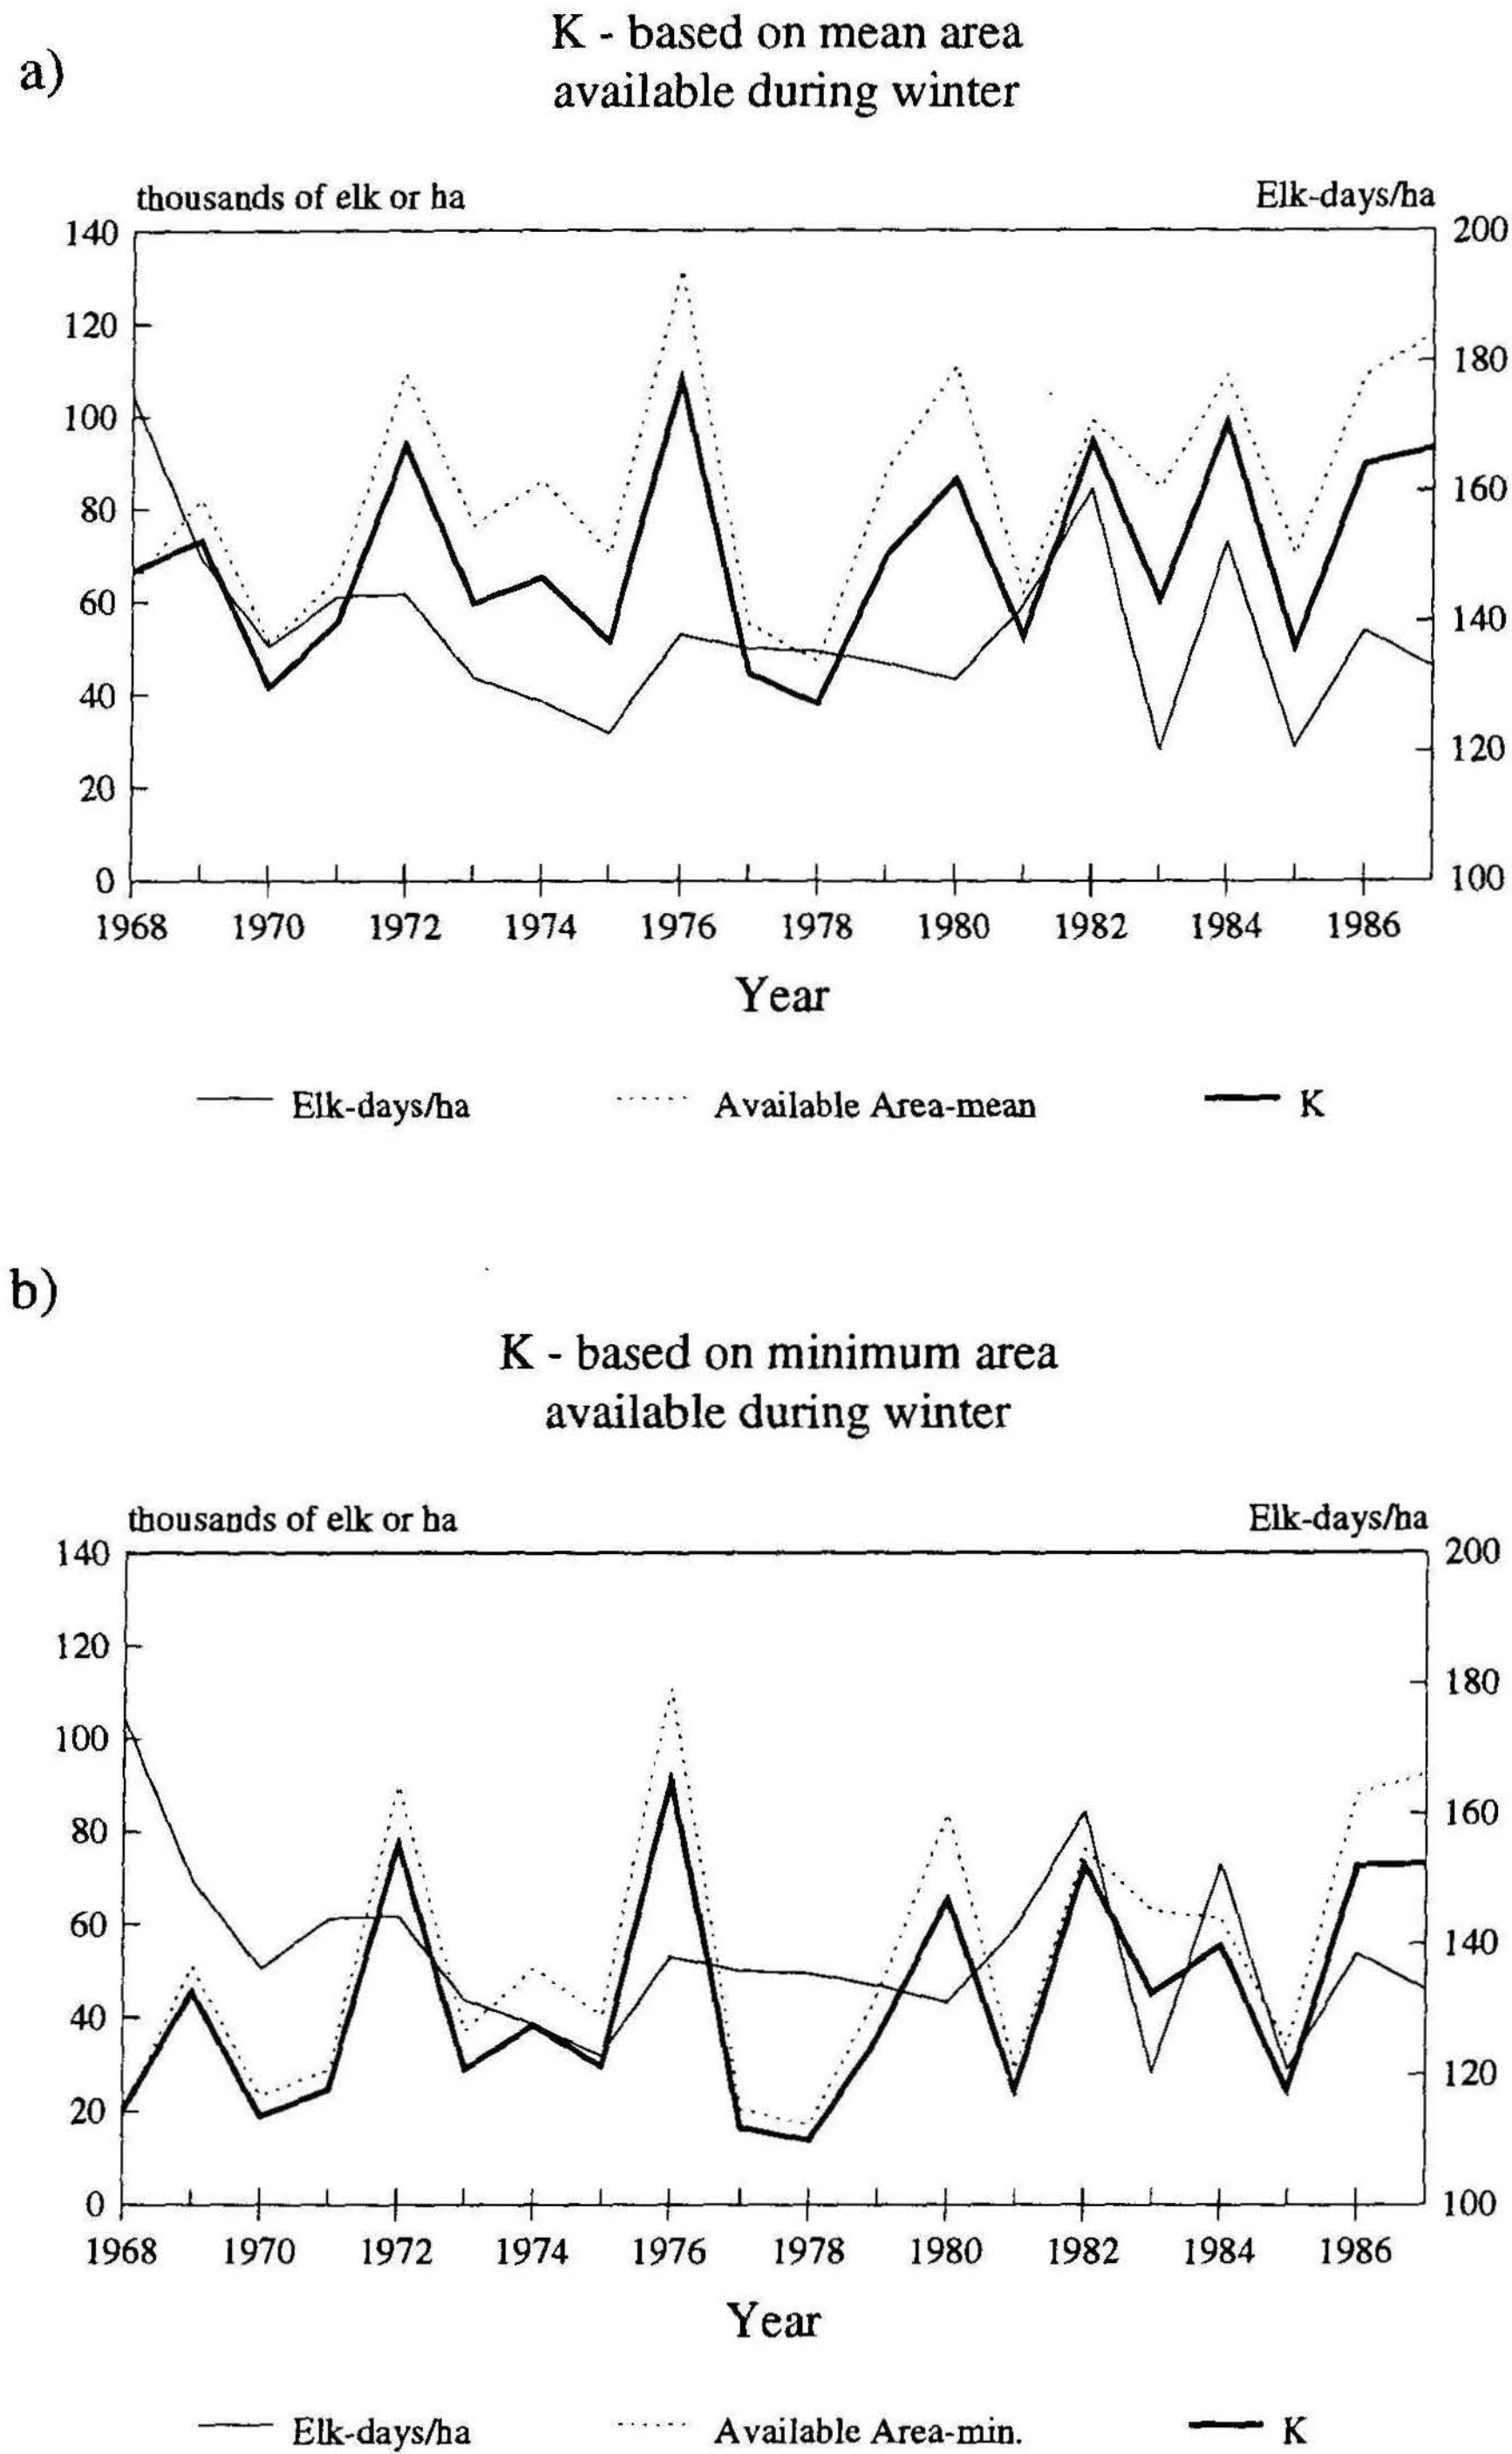 a)
K - based on mean area
available during winter
thousands of elk or ha
Elk-days/ha
140
120
100
80
60
40
20
0
200
180
160
140
120
100
1968 1970 1972 1974 1976 1978 1980 1982 1984 1986
Year
Elk-days/ha Available Area-mean K
b)
K - based on minimum area
available during winter
thousands of elk or ha
Elk-days/ha
140
120
100
80
60
40
20
0
200
180
160
140
120
100
1968 1970 1972 1974 1976 1978 1980 1982 1984 1986
Year
Elk-days/ha Available Area-min. K